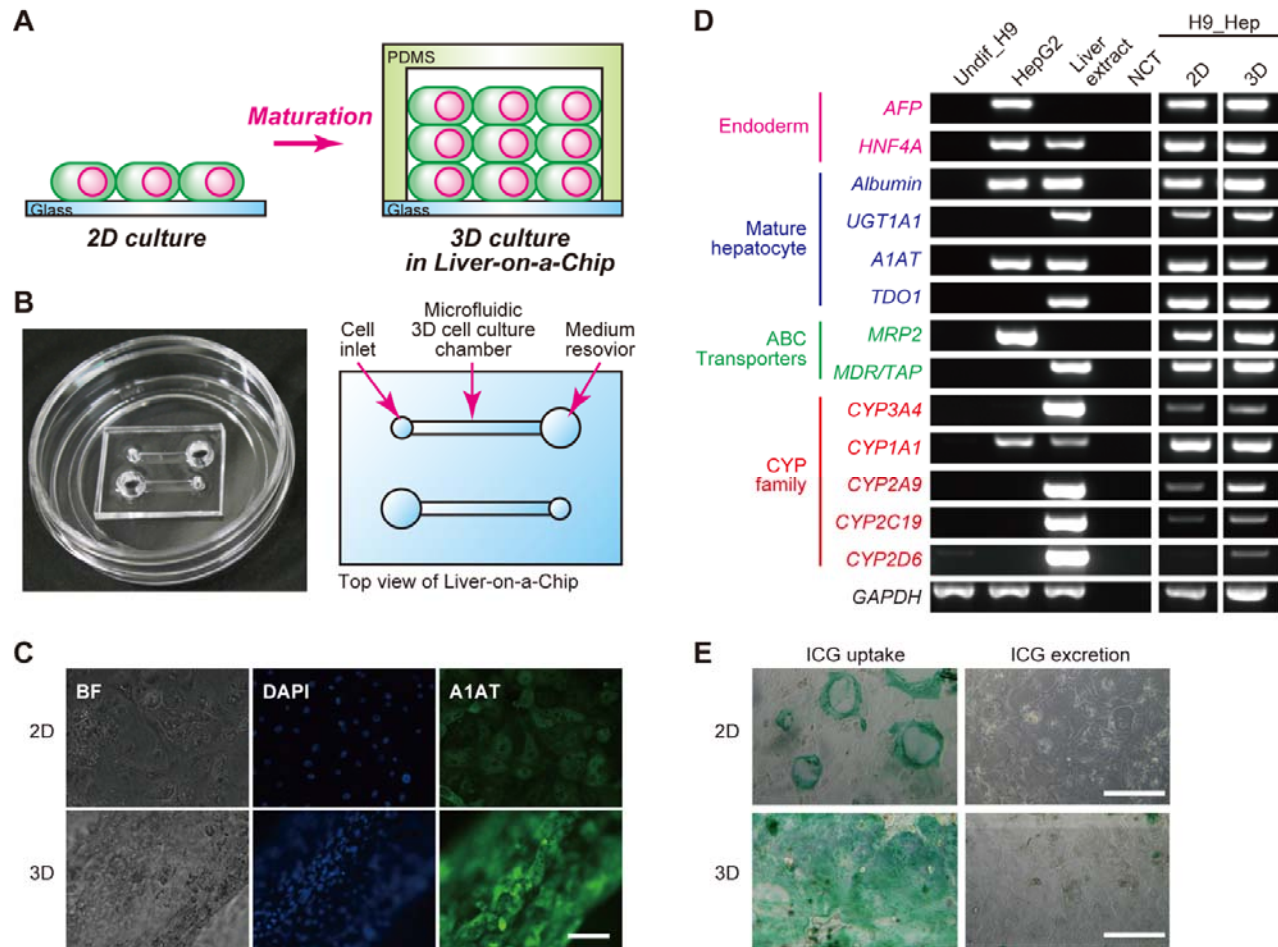 A
PDMS
Maturation
Glass
2D culture
Glass
3D culture
in Liver-on-a-Chip
B
Cell
inlet
Microfluidic
3D cell culture
chamber
Medium
resovior
Top view of Liver-on-a-Chip
C
BF
DAPI
A1AT
2D
3D
D
Undif_H9
HepG2
Liver
extract
NCT
H9_Hep
2D
3D
Endoderm
AFP
HNF4A
Mature
hepatocyte
Albumin
UGT1A1
A1AT
TDO1
ABC
Transporters
MRP2
MDR/TAP
CYP
family
CYP3A4
CYP1A1
CYP2A9
CYP2C19
CYP2D6
GAPDH
E
ICG uptake
ICG excretion
2D
3D